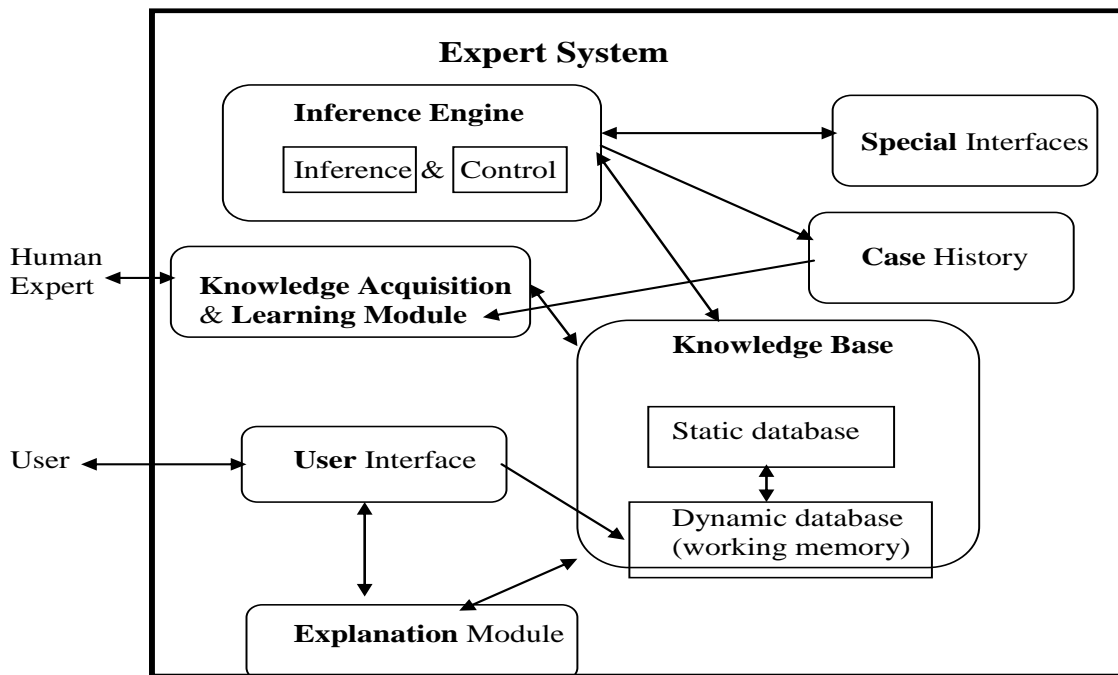 Expert System
Inference Engine
Inference & Control
Special Interfaces
Case History
Human
Expert
Knowledge Acquisition
& Learning Module
Knowledge Base
Static database
User
User Interface
Dynamic database
(working memory)
Explanation Module